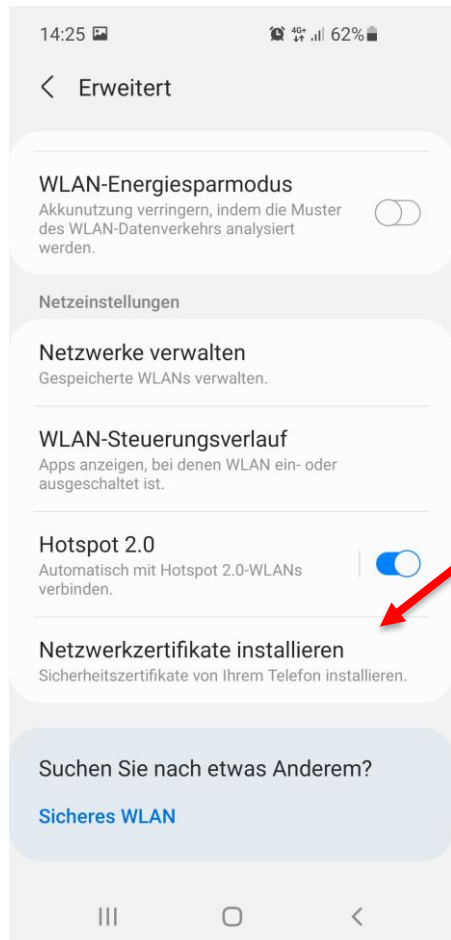 14:25 4G+ 62%
Erweitert
WLAN-Energiesparmodus
Akkunutzung verringern, indem die Muster
des WLAN-Datenverkehrs analysiert
werden.
Netzeinstellungen
Netzwerke verwalten
Gespeicherte WLANs verwalten.
WLAN-Steuerungsverlauf
Apps anzeigen, bei denen WLAN ein- oder
ausgeschaltet ist.
Hotspot 2.0
Automatisch mit Hotspot 2.0-WLANs
verbinden.
Netzwerkzertifikate installieren
Sicherheitszertifikate von Ihrem Telefon installieren.
Suchen Sie nach etwas Anderem?
Sicheres WLAN